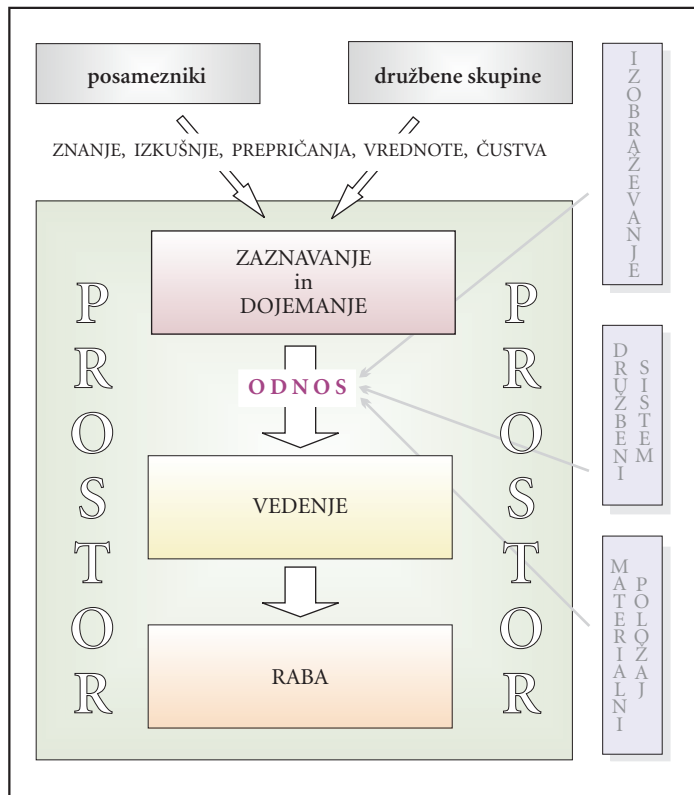 posamezniki
družbene skupine
ZNANJE, IZKUŠNJE, PREPRIČANJA, VREDNOTE, ČUSTVA
PROSTOR
ZAZNAVANJE
in
DOJEMANJE
ODNOS
VEDENJE
RABA
PROSTOR
IZOBRAŽEVANJE
DRUŽBENI
SISTEM
MATERIALNI
POLOŽAJ